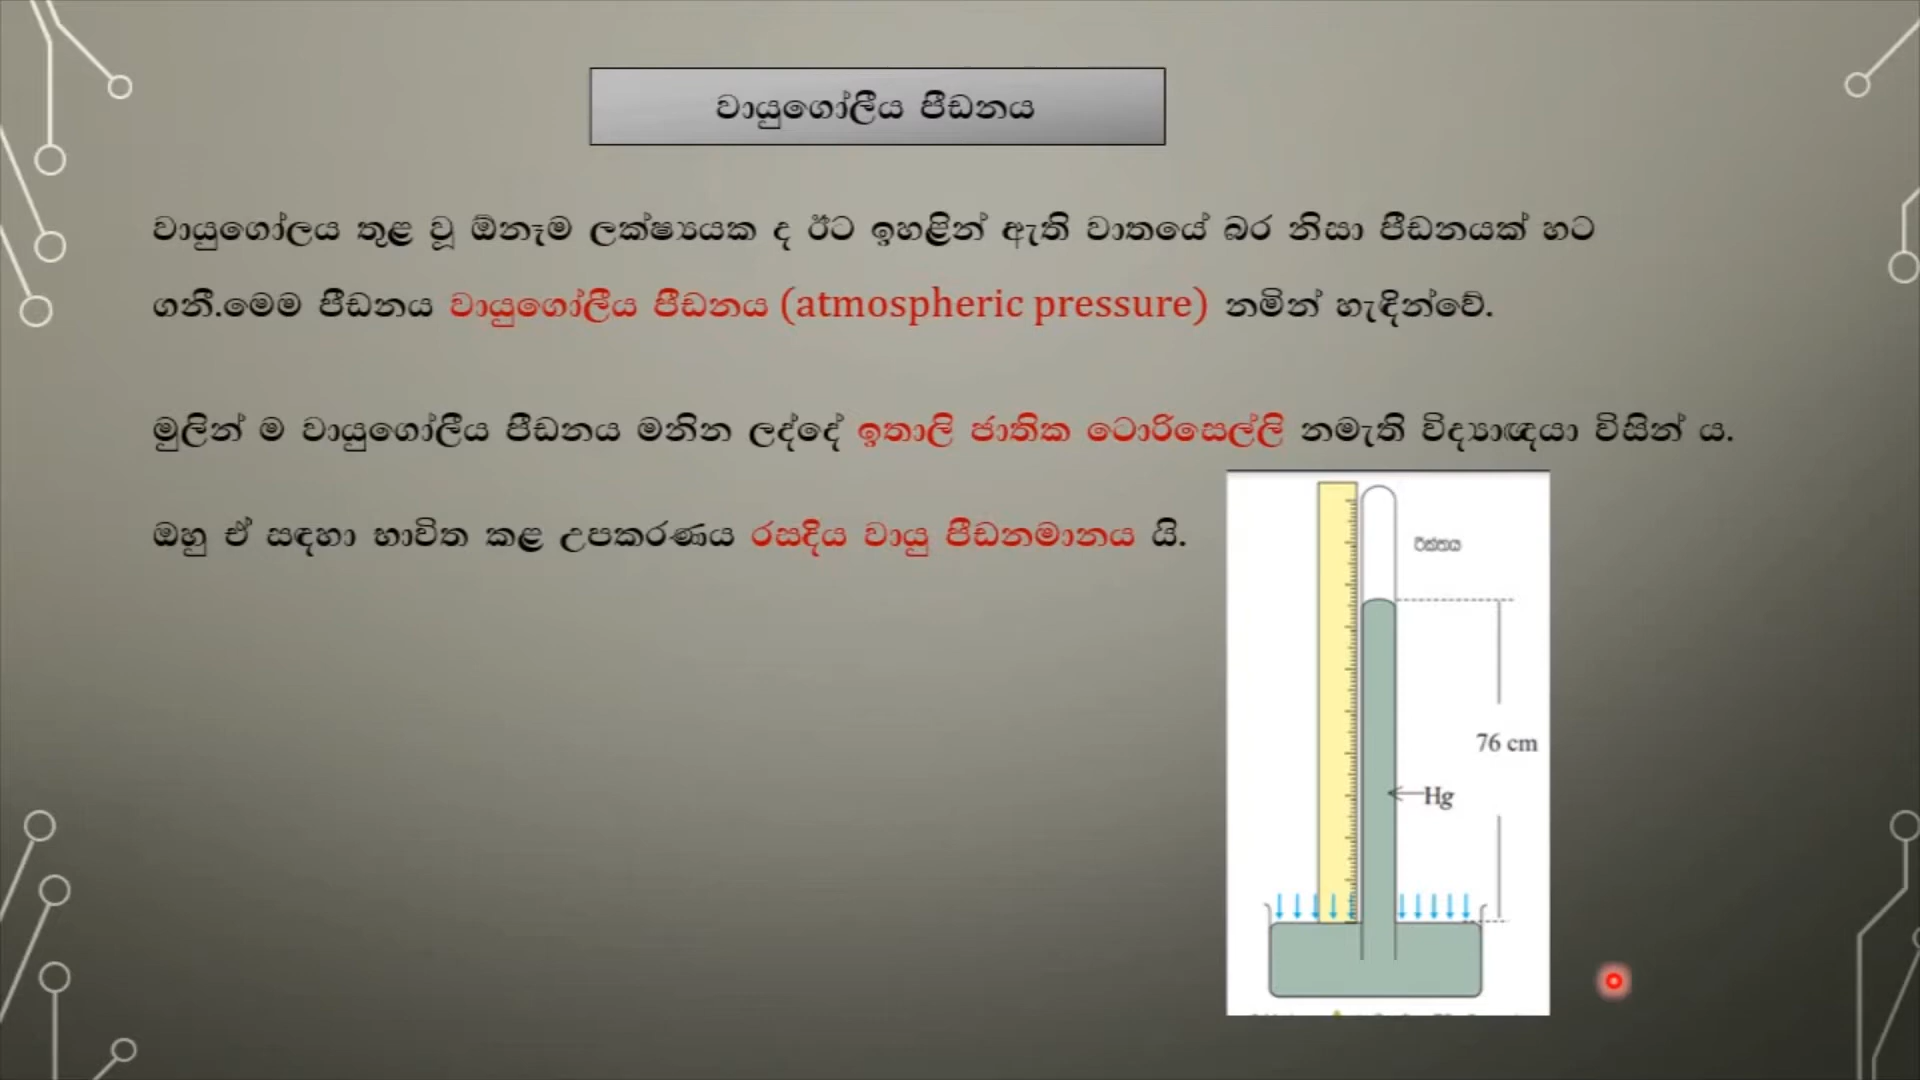 වායුගෝලීය පීඩනය
වායුගෝලය තුළ වූ ඕනෑම ලක්ෂ්‍යයක ද ඊට ඉහළින් ඇති වාතයේ බර නිසා පීඩනයක් හට
ගනී.මෙම පීඩනය වායුගෝලීය පීඩනය (atmospheric pressure) නමින් හැඳින්වේ.
මුලින් ම වායුගෝලීය පීඩනය මනින ලද්දේ ඉතාලි ජාතික ටොරිසෙල්ලි නමැති විද්‍යාඥයා විසින් ය.
ඔහු ඒ සඳහා භාවිත කළ උපකරණය රසදිය වායු පීඩනමානය යි.
රික්තය
76 cm
Hg